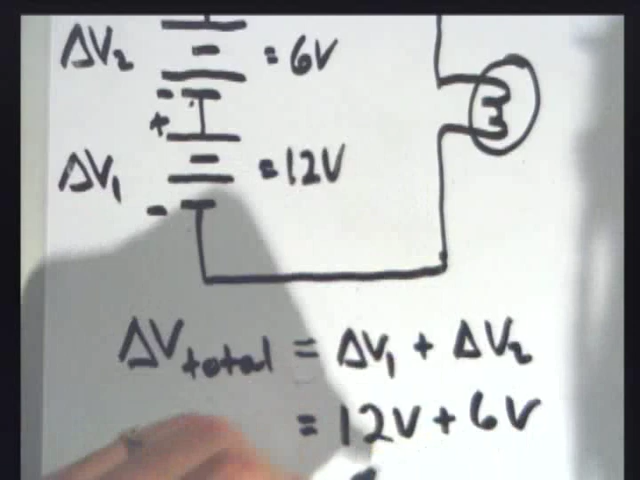 ΔV₂ = 6V
-
+
ΔV₁ = 12V
-
ΔVtotal = ΔV₁ + ΔV₂
= 12V + 6V